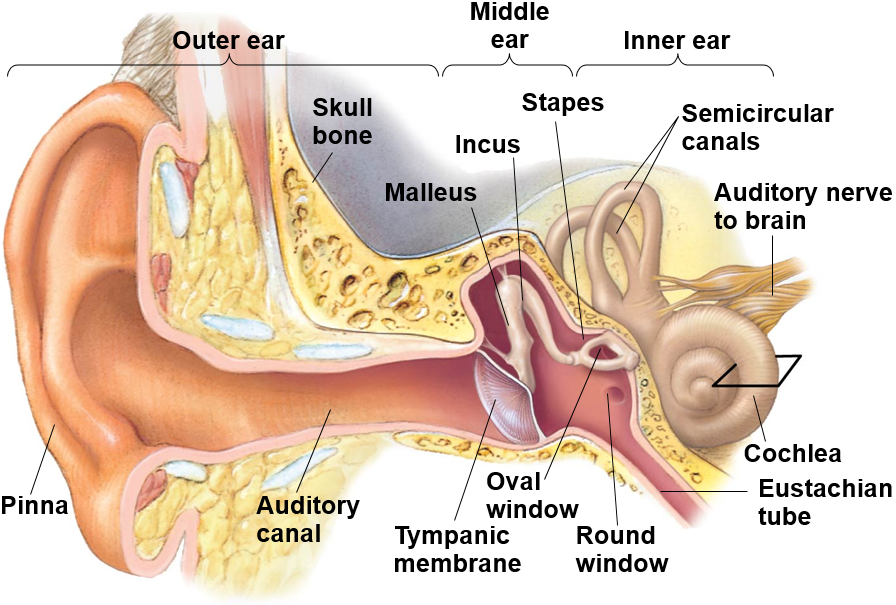 Outer ear
Middle
ear
Inner ear
Skull
bone
Stapes
Incus
Malleus
Semicircular
canals
Auditory nerve
to brain
Pinna
Auditory
canal
Tympanic
membrane
Oval
window
Round
window
Cochlea
Eustachian
tube